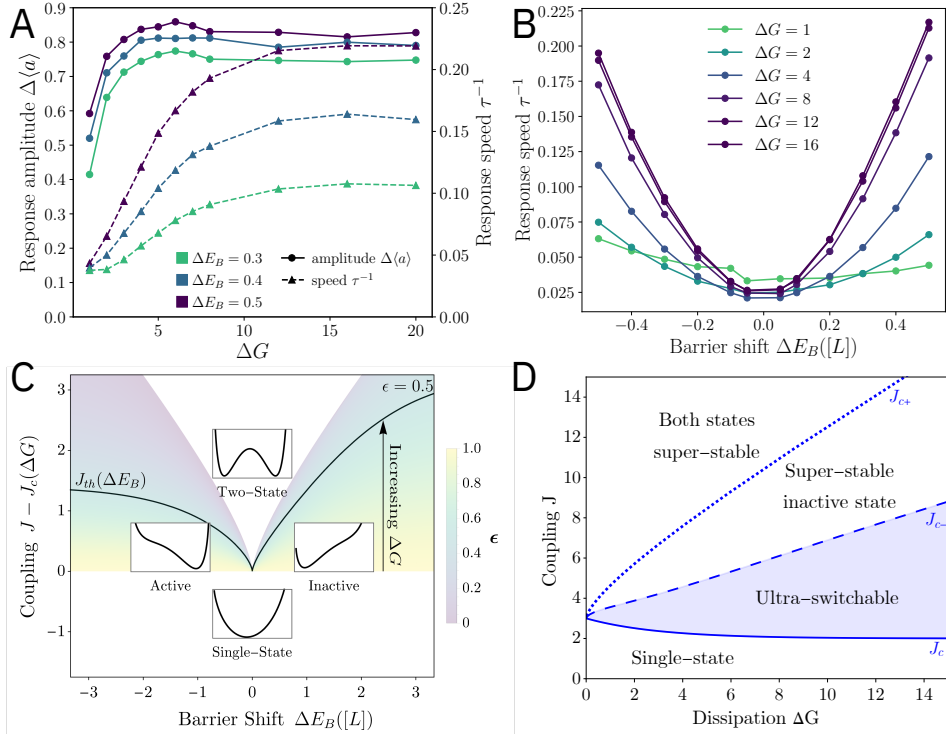 A
Response amplitude Δ⟨a⟩
0.9
0.8
0.7
0.6
0.5
0.4
0.3
0.2
0.1
0.0
5
10
15
20
ΔG
0.25
0.20
0.15
0.10
0.05
0.00
Response speed τ⁻¹
ΔE_B = 0.3
ΔE_B = 0.4
ΔE_B = 0.5
amplitude Δ⟨a⟩
speed τ⁻¹
B
Response speed τ⁻¹
0.225
0.200
0.175
0.150
0.125
0.100
0.075
0.050
0.025
ΔG = 1
ΔG = 2
ΔG = 4
ΔG = 8
ΔG = 12
ΔG = 16
−0.4
−0.2
0.0
0.2
0.4
Barrier shift ΔE_B([L])
C
Coupling J − J_c(ΔG)
3
2
1
0
−1
ϵ = 0.5
J_th(ΔE_B)
Two−State
Active
Inactive
Single−State
Increasing ΔG
−3
−2
−1
0
1
2
3
Barrier Shift ΔE_B([L])
1.0
0.8
0.6
0.4
0.2
0
ϵ
D
Coupling J
14
12
10
8
6
4
2
0
J_c+
Both states
super−stable
Super−stable
inactive state
J_c−
Ultra−switchable
J_c
Single−state
0
2
4
6
8
10
12
14
Dissipation ΔG